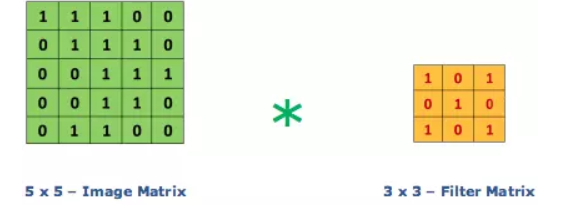 1 1 1 0 0
0 1 1 1 0
0 0 1 1 1
0 0 1 1 0
0 1 1 0 0
*
1 0 1
0 1 0
1 0 1
5 x 5 – Image Matrix
3 x 3 – Filter Matrix